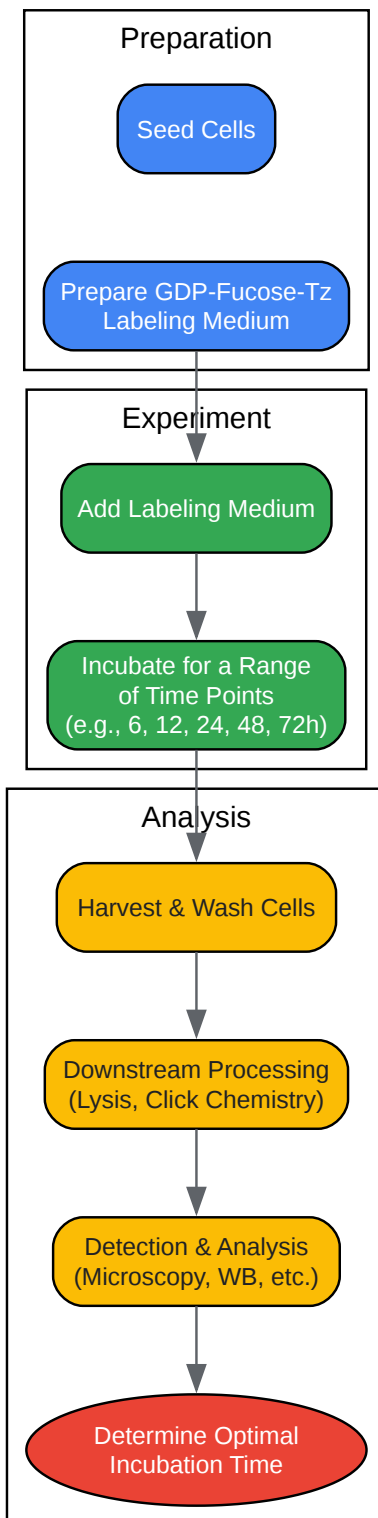 Preparation
Seed Cells
Prepare GDP-Fucose-Tz
Labeling Medium
Experiment
Add Labeling Medium
Incubate for a Range
of Time Points
(e.g., 6, 12, 24, 48, 72h)
Analysis
Harvest & Wash Cells
Downstream Processing
(Lysis, Click Chemistry)
Detection & Analysis
(Microscopy, WB, etc.)
Determine Optimal
Incubation Time